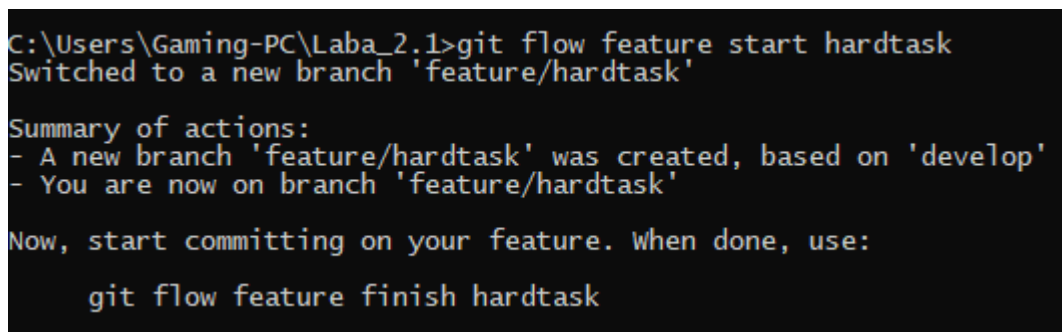 C:\Users\Gaming-PC\Laba_2.1>git flow feature start hardtask
Switched to a new branch 'feature/hardtask'
Summary of actions:
- A new branch 'feature/hardtask' was created, based on 'develop'
- You are now on branch 'feature/hardtask'
Now, start committing on your feature. When done, use:
git flow feature finish hardtask